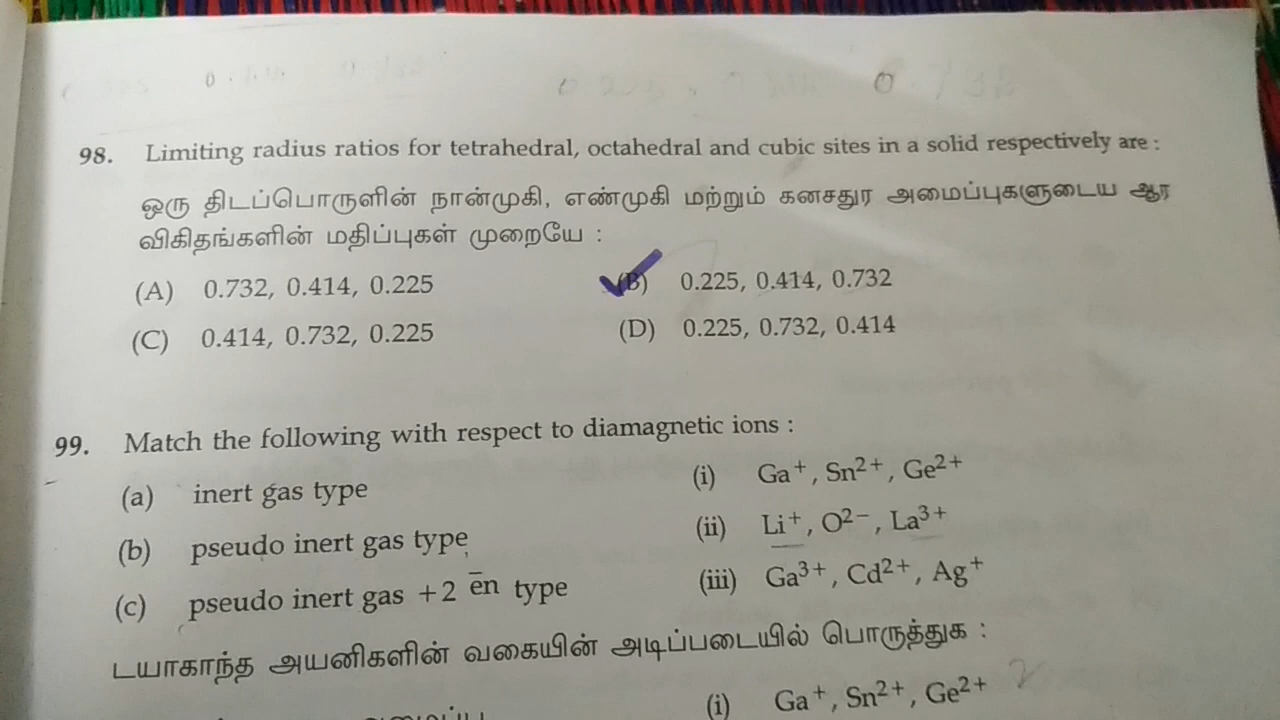 98. Limiting radius ratios for tetrahedral, octahedral and cubic sites in a solid respectively are :
ஒரு திடப்பொருளின் நான்முகி, எண்முகி மற்றும் கனசதுர அமைப்புகளுடைய ஆர
விகிதங்களின் மதிப்புகள் முறையே :
(A) 0.732, 0.414, 0.225 (B) 0.225, 0.414, 0.732
(C) 0.414, 0.732, 0.225 (D) 0.225, 0.732, 0.414
99. Match the following with respect to diamagnetic ions :
(a) inert gas type (i) Ga⁺, Sn²⁺, Ge²⁺
(b) pseudo inert gas type (ii) Li⁺, O²⁻, La³⁺
(c) pseudo inert gas +2 e̅n type (iii) Ga³⁺, Cd²⁺, Ag⁺
டயாகாந்த அயனிகளின் வகையின் அடிப்படையில் பொருத்துக :
(i) Ga⁺, Sn²⁺, Ge²⁺